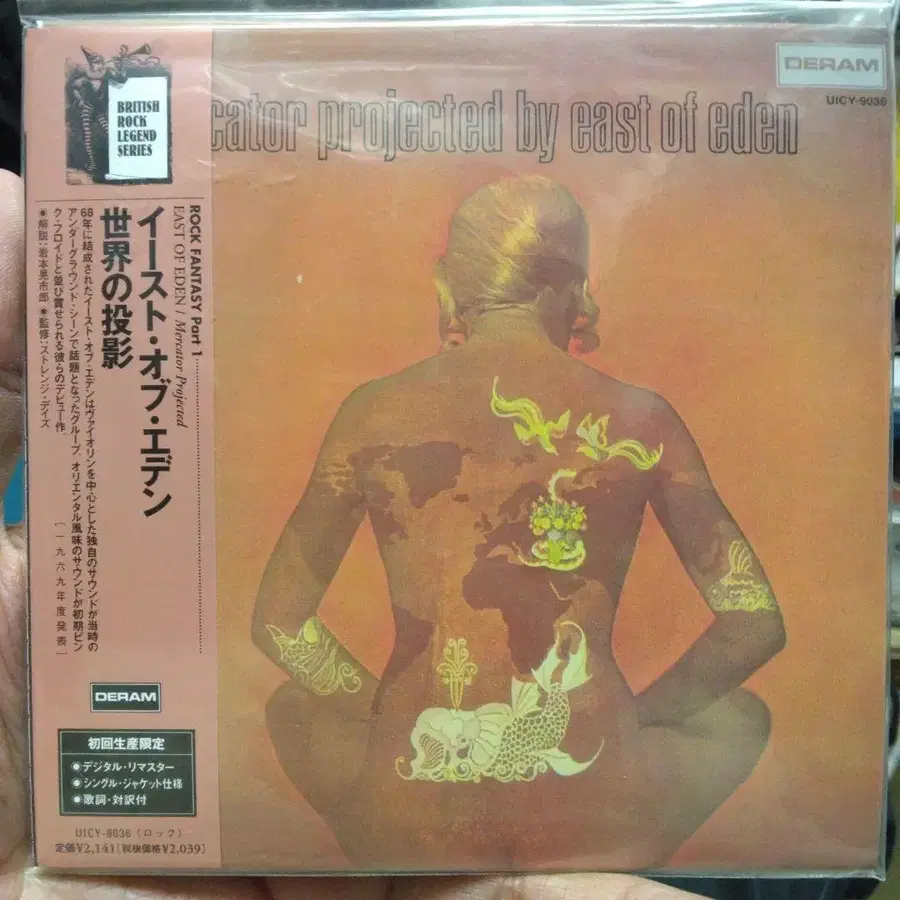 BRITISH
ROCK
LEGEND
SERIES
ROCK FANTASY Part 1
EAST OF EDEN / Mercator Projected
イースト・オブ・エデン
世界の投影
68年に結成されたイースト・オブ・エデンはヴァイオリンを中心とした独自のサウンドが当時の
アンダーグラウンド・シーンで話題となったグループ。オリエンタル風味のサウンドが初期ピン
ク・フロイドと並び賞せられる彼らのデビュー作。
[一九六九年度発表]
●解説:岩本晃市郎 ●監修:ストレンジ・デイズ
DERAM
初回生産限定
●デジタル・リマスター
●シングル・ジャケット仕様
●歌詞・対訳付
UICY-9036（ロック）
定価¥2,141[税抜価格¥2,039]
DERAM
UICY-9036
cator projected by east of eden